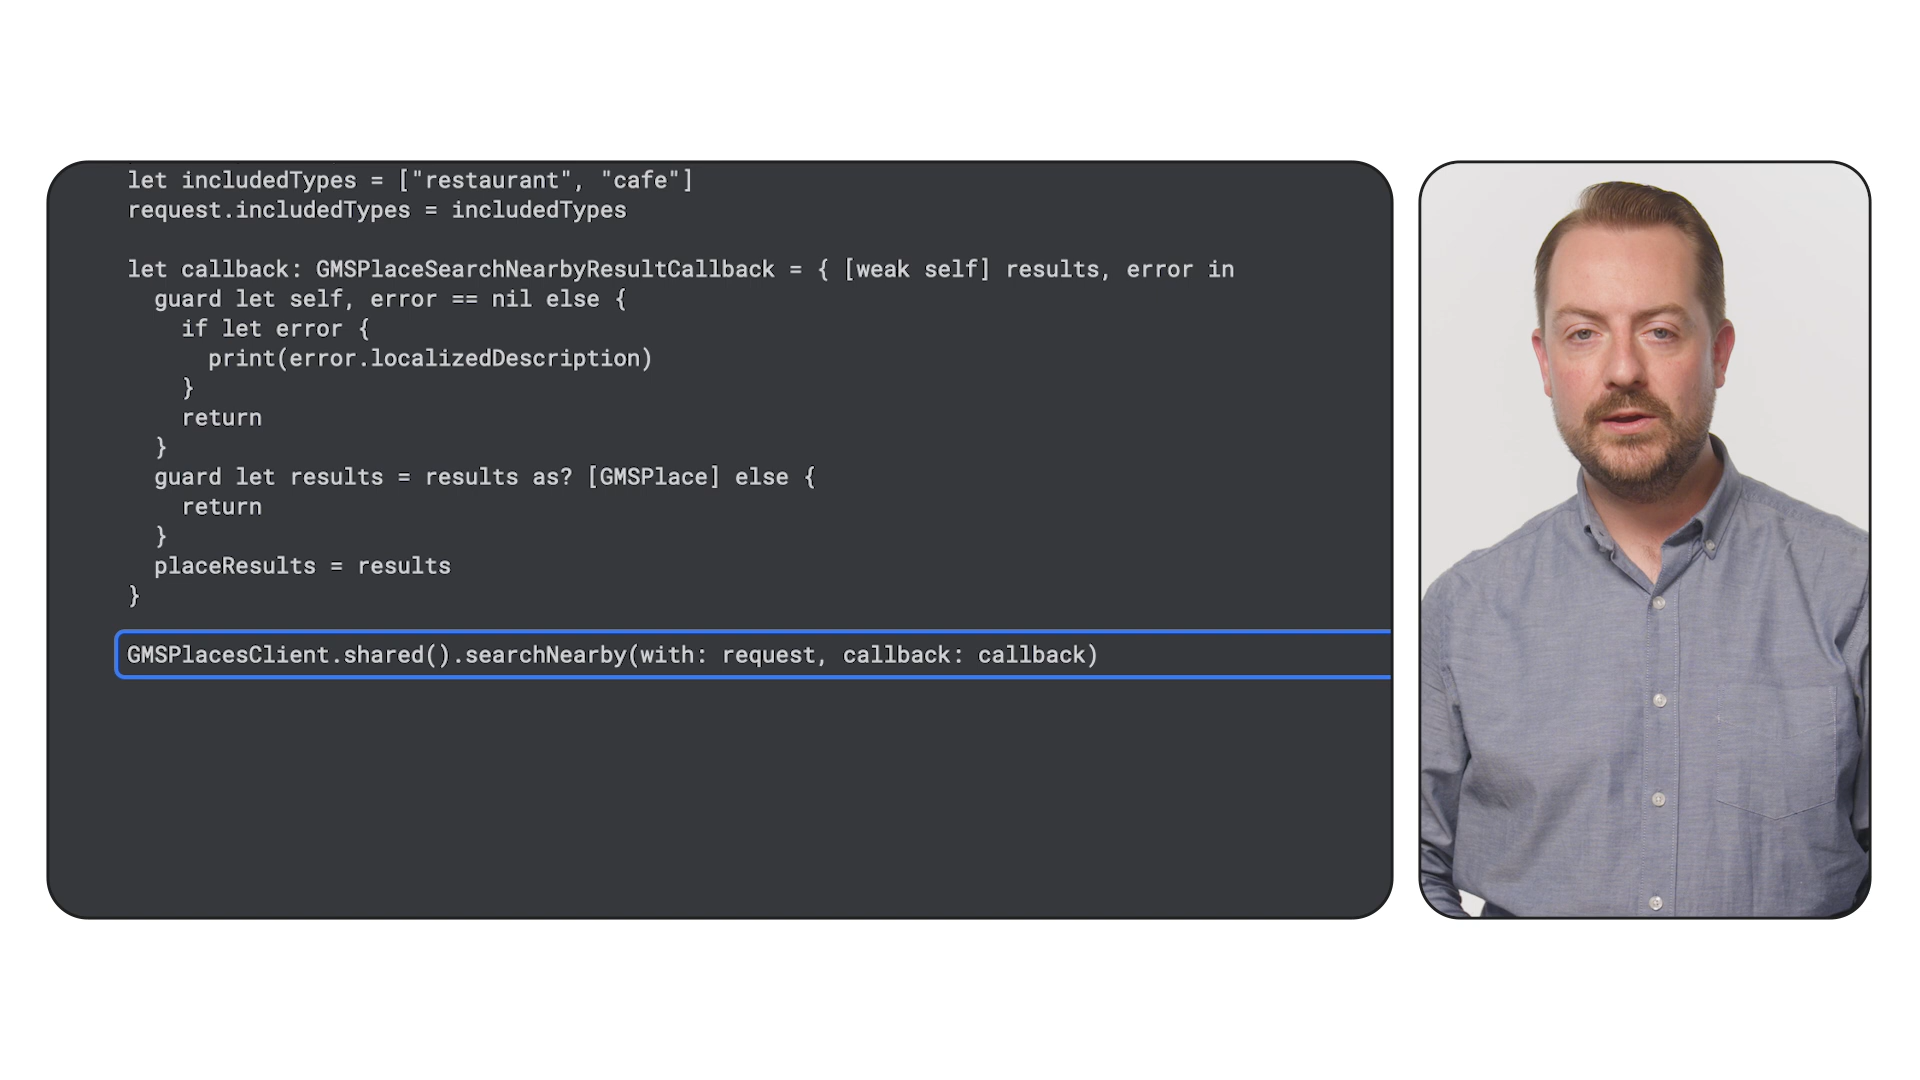 let includedTypes = ["restaurant", "cafe"]
request.includedTypes = includedTypes
let callback: GMSPlaceSearchNearbyResultCallback = { [weak self] results, error in
guard let self, error == nil else {
if let error {
print(error.localizedDescription)
}
return
}
guard let results = results as? [GMSPlace] else {
return
}
placeResults = results
}
GMSPlacesClient.shared().searchNearby(with: request, callback: callback)